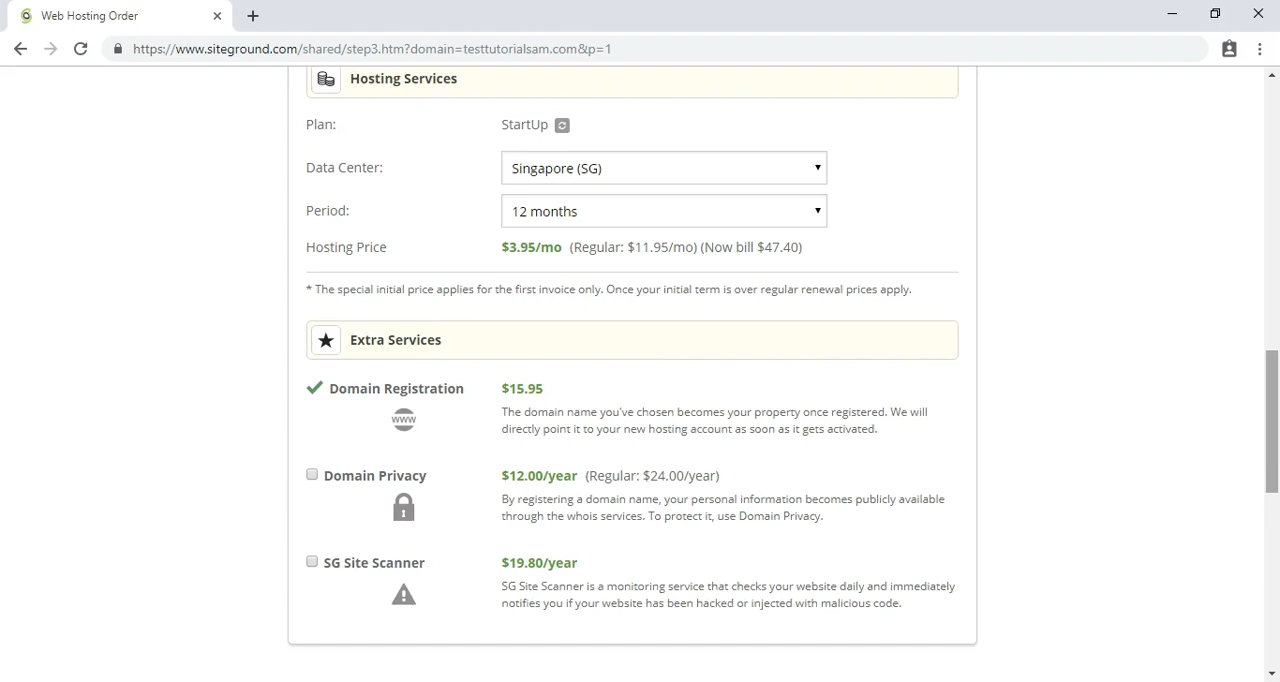 Web Hosting Order
https://www.siteground.com/shared/step3.htm?domain=testtutorialsam.com&p=1
Hosting Services
Plan: StartUp
Data Center: Singapore (SG)
Period: 12 months
Hosting Price $3.95/mo (Regular: $11.95/mo) (Now bill $47.40)
* The special initial price applies for the first invoice only. Once your initial term is over regular renewal prices apply.
Extra Services
Domain Registration $15.95
www
The domain name you've chosen becomes your property once registered. We will
directly point it to your new hosting account as soon as it gets activated.
Domain Privacy $12.00/year (Regular: $24.00/year)
By registering a domain name, your personal information becomes publicly available
through the whois services. To protect it, use Domain Privacy.
SG Site Scanner $19.80/year
SG Site Scanner is a monitoring service that checks your website daily and immediately
notifies you if your website has been hacked or injected with malicious code.